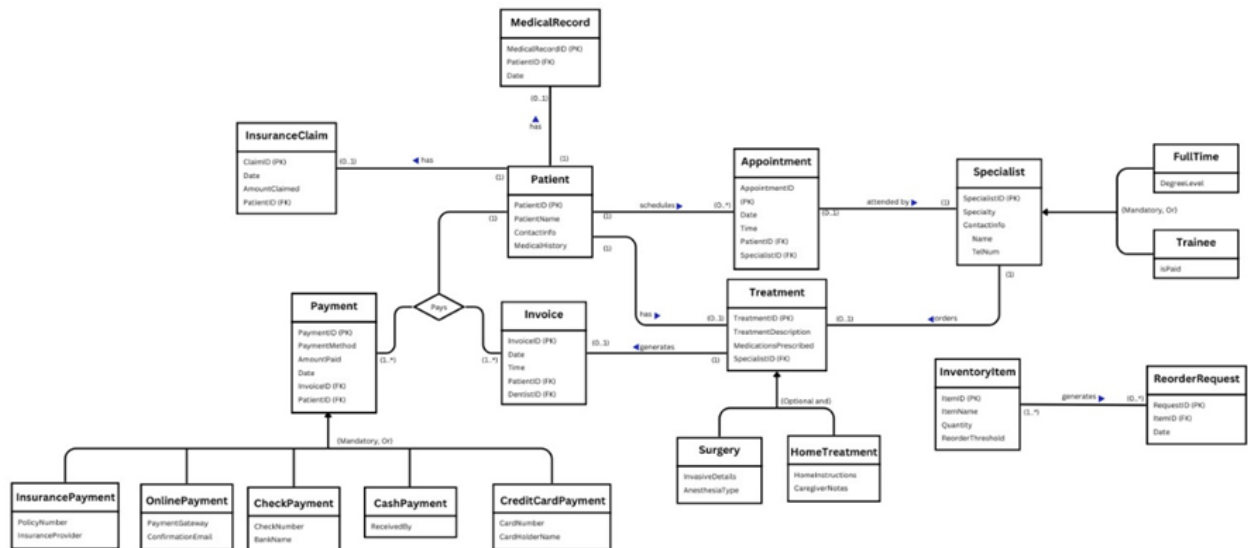 MedicalRecord
MedicalRecordID (PK)
PatientID (FK)
Date
(0..1)
has
(1)
InsuranceClaim
ClaimID (PK)
Date
AmountClaimed
PatientID (FK)
(0..1)
has
(1)
Patient
PatientID (PK)
PatientName
ContactInfo
MedicalHistory
(1)
(1)
(1)
schedules
(0..*)
Appointment
AppointmentID
(PK)
Date
Time
PatientID (FK)
SpecialistID (FK)
(0..1)
attended by
(1)
Specialist
SpecialistID (PK)
Specialty
ContactInfo
Name
TelNum
(1)
FullTime
DegreeLevel
(Mandatory, Or)
Trainee
isPaid
Payment
PaymentID (PK)
PaymentMethod
AmountPaid
Date
InvoiceID (FK)
PatientID (FK)
(1..*)
Pays
(1..*)
Invoice
InvoiceID (PK)
Date
Time
PatientID (FK)
DentistID (FK)
(0..1)
generates
(1)
has
(0..1)
Treatment
TreatmentID (PK)
TreatmentDescription
MedicationsPrescribed
SpecialistID (FK)
(0..1)
orders
(Optional and)
Surgery
InvasiveDetails
AnesthesiaType
HomeTreatment
HomeInstructions
CaregiverNotes
InventoryItem
ItemID (PK)
ItemName
Quantity
ReorderThreshold
generates
(1..*)
(0..*)
ReorderRequest
RequestID (PK)
ItemID (FK)
Date
(Mandatory, Or)
InsurancePayment
PolicyNumber
InsuranceProvider
OnlinePayment
PaymentGateway
ConfirmationEmail
CheckPayment
CheckNumber
BankName
CashPayment
ReceivedBy
CreditCardPayment
CardNumber
CardHolderName